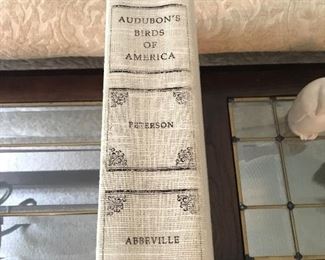 AUDUBON'S
BIRDS
OF
AMERICA
PETERSON
ABBEVILLE